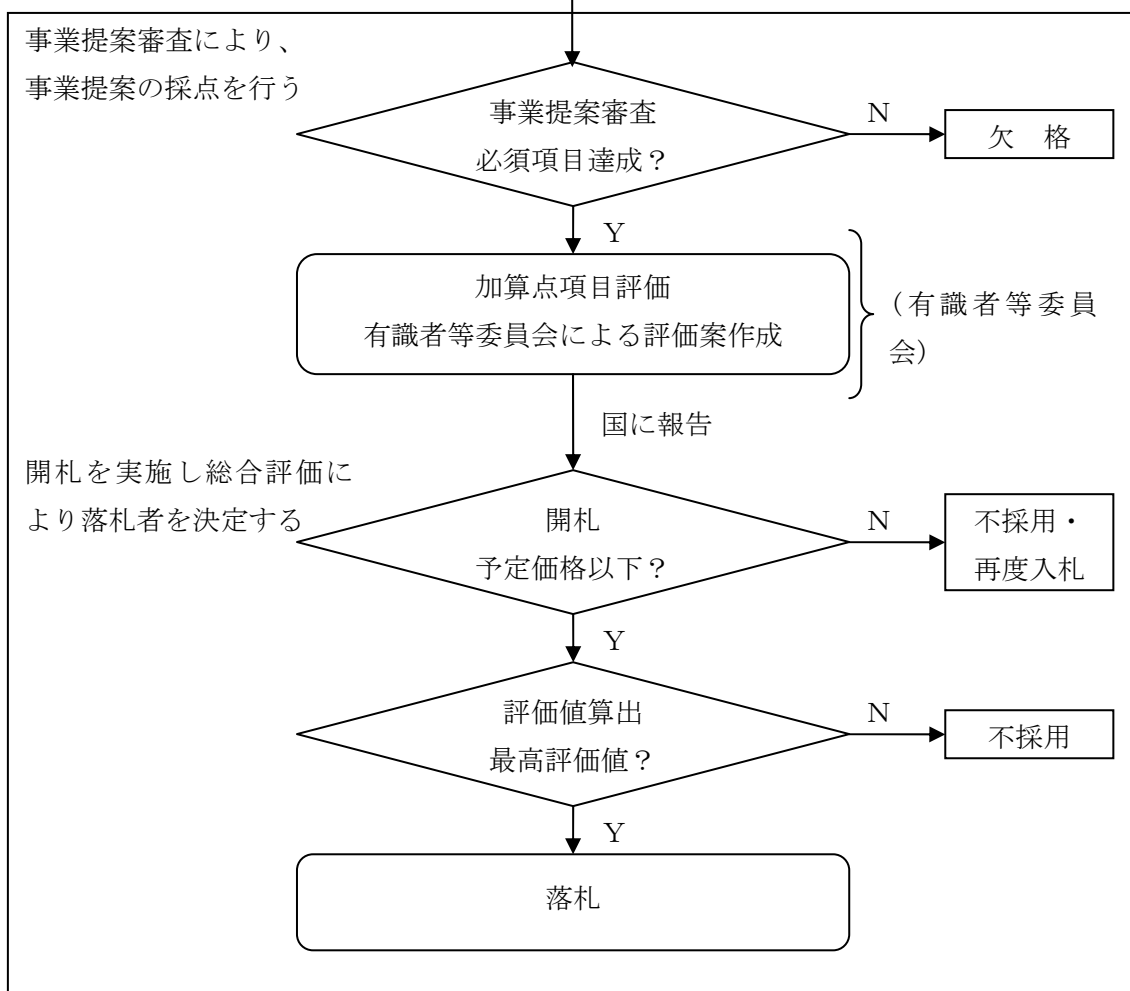 事業提案審査により、
事業提案の採点を行う
事業提案審査
必須項目達成？
N
欠　格
Y
加算点項目評価
有識者等委員会による評価案作成
（有識者等委員
会）
国に報告
開札を実施し総合評価に
より落札者を決定する
開札
予定価格以下？
N
不採用・
再度入札
Y
評価値算出
最高評価値？
N
不採用
Y
落札